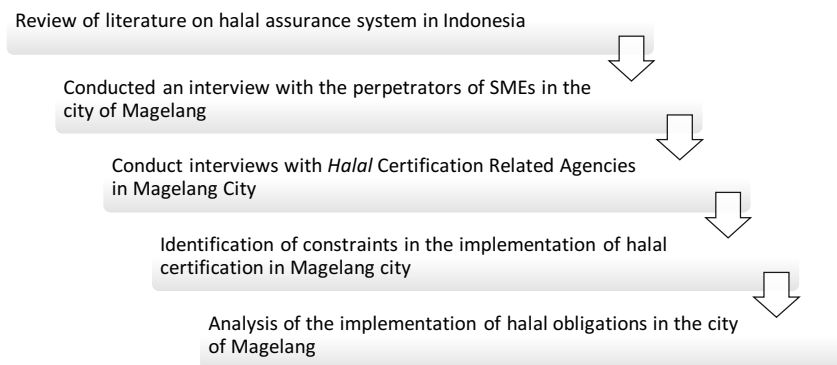 Review of literature on halal assurance system in Indonesia
Conducted an interview with the perpetrators of SMEs in the
city of Magelang
Conduct interviews with Halal Certification Related Agencies
in Magelang City
Identification of constraints in the implementation of halal
certification in Magelang city
Analysis of the implementation of halal obligations in the city
of Magelang